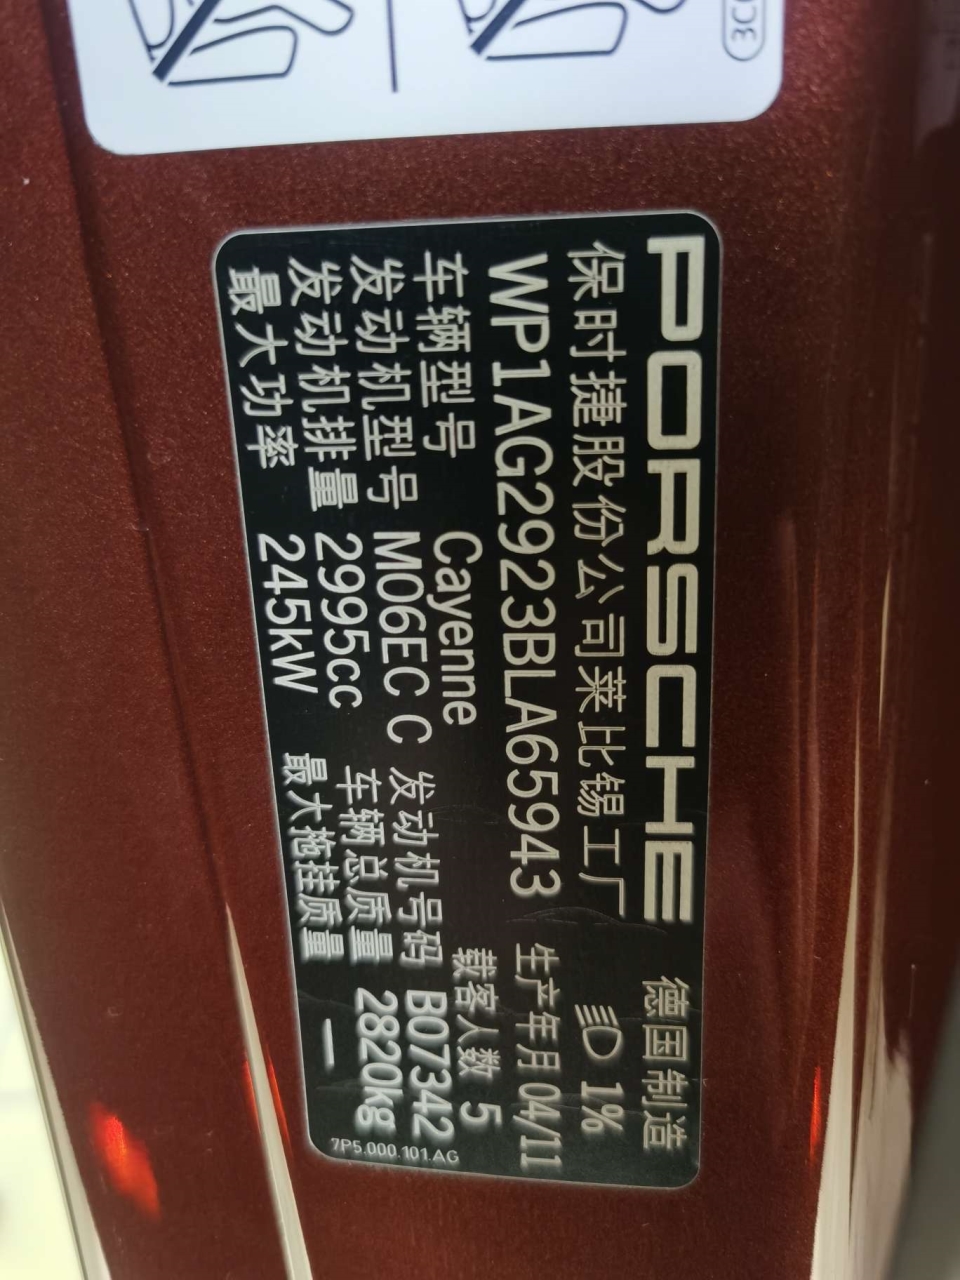 3C
PORSCHE 德国制造
保时捷股份公司莱比锡工厂 1%
WP1AG2923BLA65943 生产年月 04/11
车辆型号 Cayenne 载客人数 5
发动机型号 M06EC C 发动机号码 B07342
发动机排量 2995cc 车辆总质量 2820kg
最大功率 245kW 最大拖挂质量 —
7P5.000.101.AG